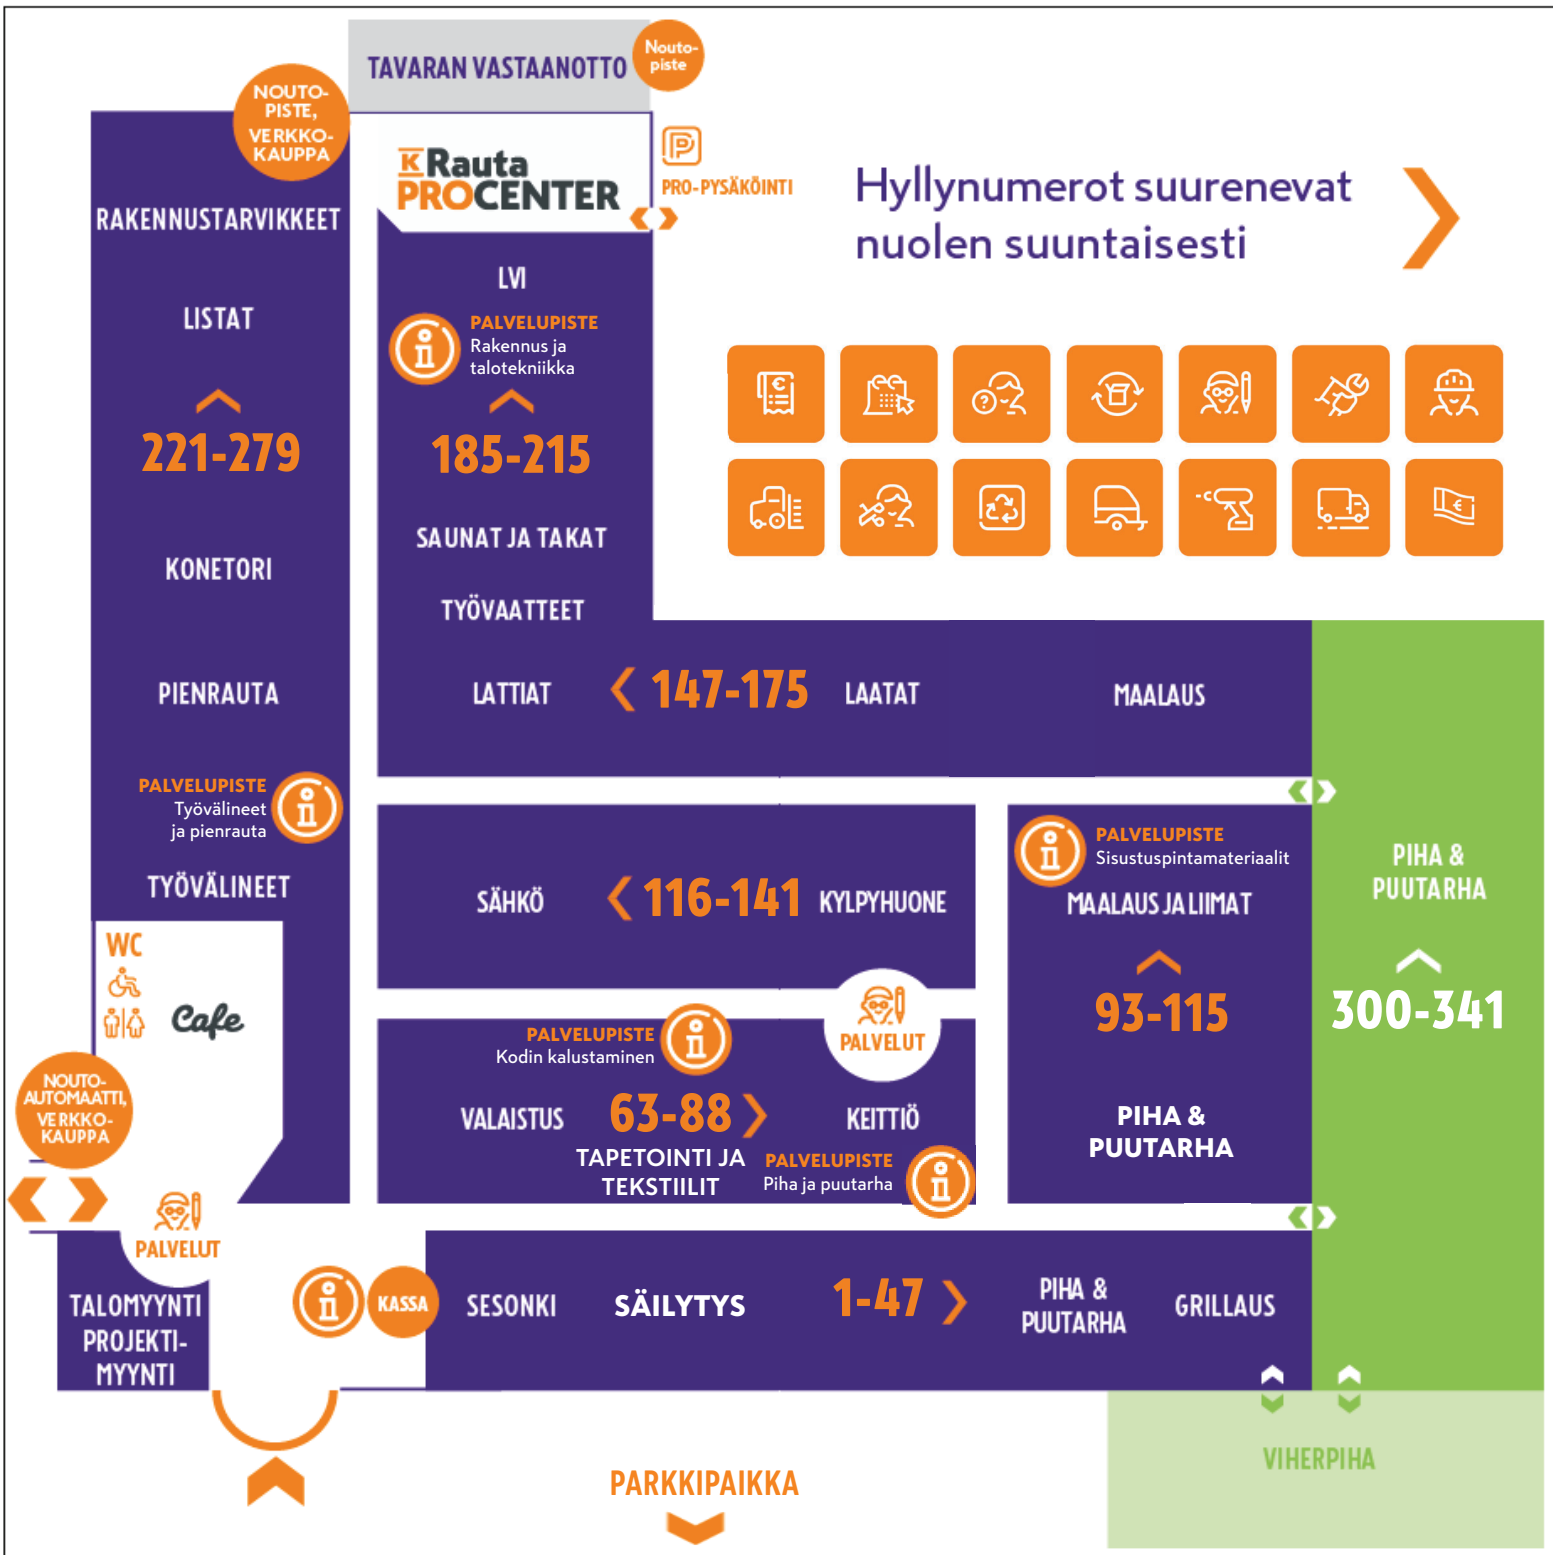 TAVARAN VASTAANOTTO
Nouto-
piste
NOUTO-
PISTE,
VERKKO-
KAUPPA
K Rauta
PROCENTER
P
PRO-PYSÄKÖINTI
Hyllynumerot suurenevat
nuolen suuntaisesti
RAKENNUSTARVIKKEET
LISTAT
221-279
KONETORI
PIENRAUTA
PALVELUPISTE
Työvälineet
ja pienrauta
TYÖVÄLINEET
LVI
PALVELUPISTE
Rakennus ja
talotekniikka
185-215
SAUNAT JA TAKAT
TYÖVAATTEET
LATTIAT
147-175
LAATAT
MAALAUS
SÄHKÖ
116-141
KYLPYHUONE
PALVELUPISTE
Sisustuspintamateriaalit
MAALAUS JA LIIMAT
93-115
PIHA &
PUUTARHA
PIHA &
PUUTARHA
300-341
WC
Cafe
NOUTO-
AUTOMAATTI,
VERKKO-
KAUPPA
PALVELUPISTE
Kodin kalustaminen
PALVELUT
VALAISTUS
63-88
KEITTIÖ
TAPETOINTI JA
TEKSTIILIT
PALVELUPISTE
Piha ja puutarha
PALVELUT
TALOMYYNTI
PROJEKTI-
MYYNTI
KASSA
SESONKI
SÄILYTYS
1-47
PIHA &
PUUTARHA
GRILLAUS
VIHERPIHA
PARKKIPAIKKA